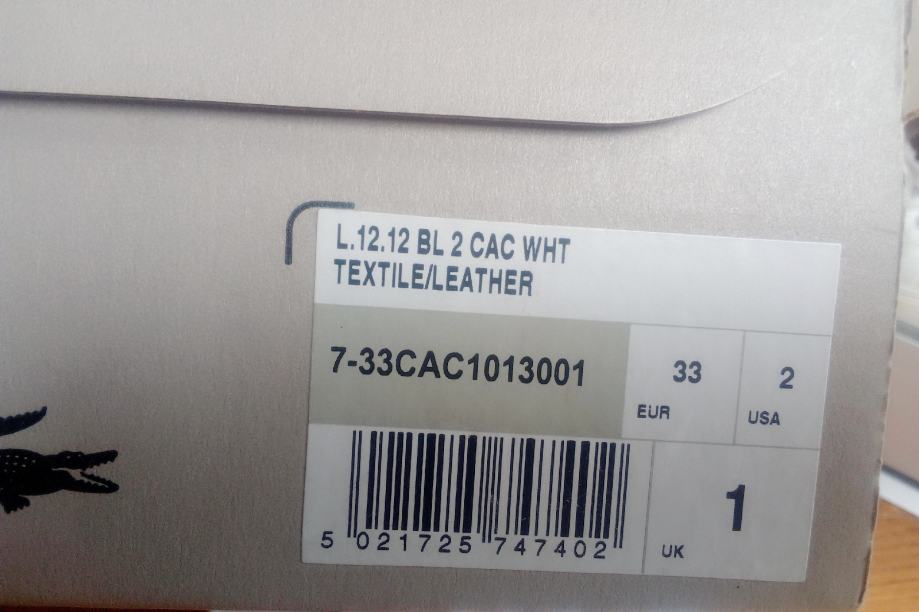 L.12.12 BL 2 CAC WHT
TEXTILE/LEATHER
7-33CAC1013001
33
EUR
2
USA
5 021725 747402
1
UK